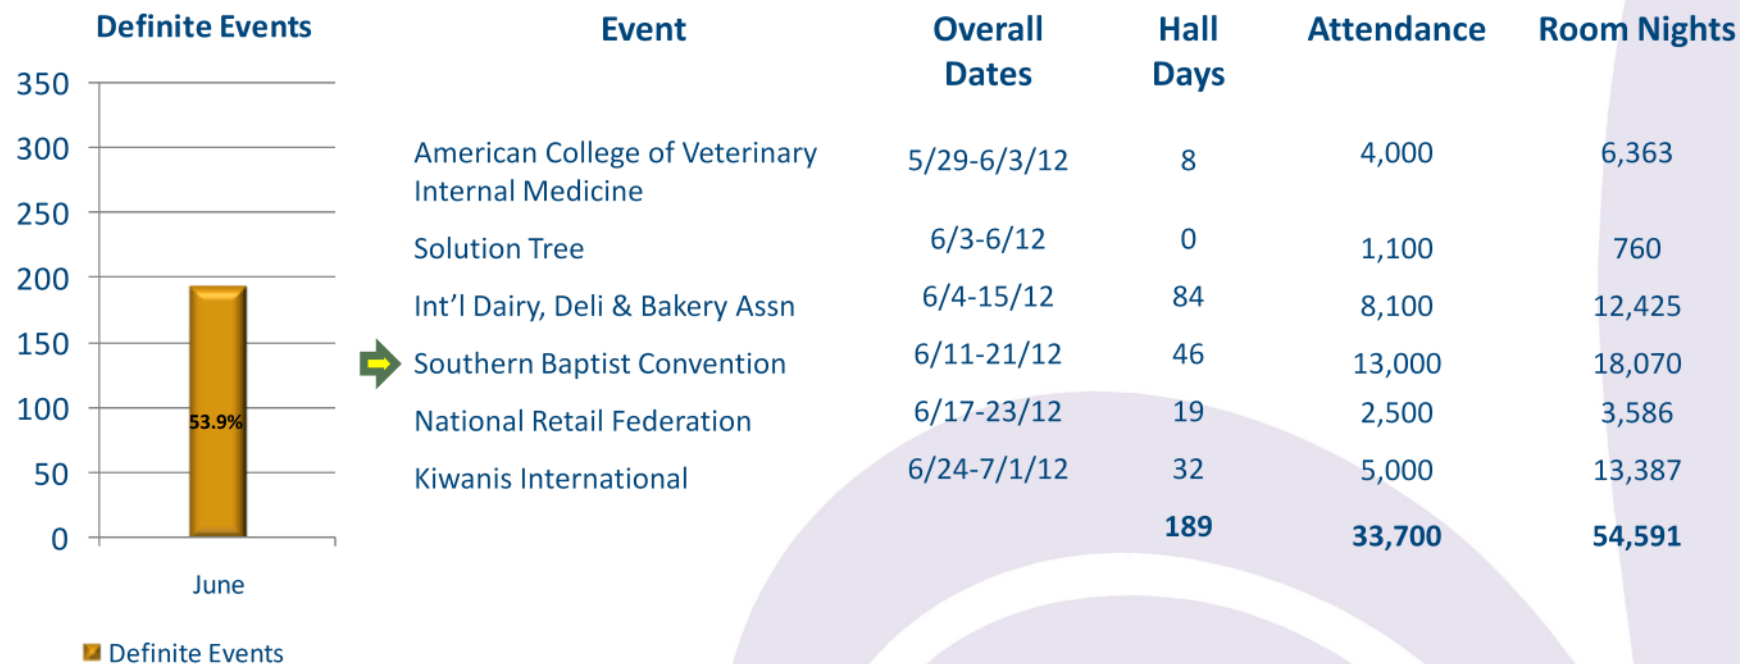 Definite Events
350
300
250
200
150
100
50
0
53.9%
June
Definite Events
Event Overall Dates Hall Days Attendance Room Nights
American College of Veterinary Internal Medicine 5/29-6/3/12 8 4,000 6,363
Solution Tree 6/3-6/12 0 1,100 760
Int’l Dairy, Deli & Bakery Assn 6/4-15/12 84 8,100 12,425
Southern Baptist Convention 6/11-21/12 46 13,000 18,070
National Retail Federation 6/17-23/12 19 2,500 3,586
Kiwanis International 6/24-7/1/12 32 5,000 13,387
189 33,700 54,591